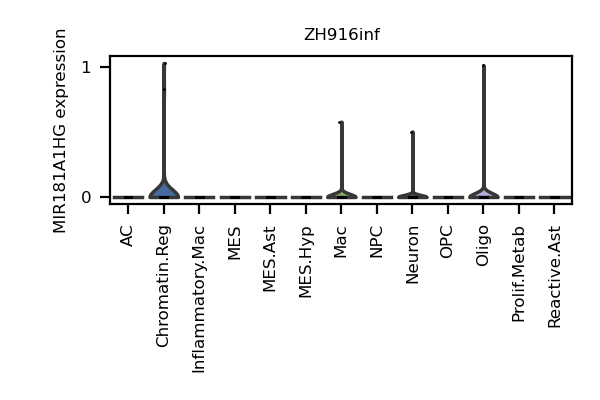 ZH916inf
MIR181A1HG expression
1
0
AC
Chromatin.Reg
Inflammatory.Mac
MES
MES.Ast
MES.Hyp
Mac
NPC
Neuron
OPC
Oligo
Prolif.Metab
Reactive.Ast